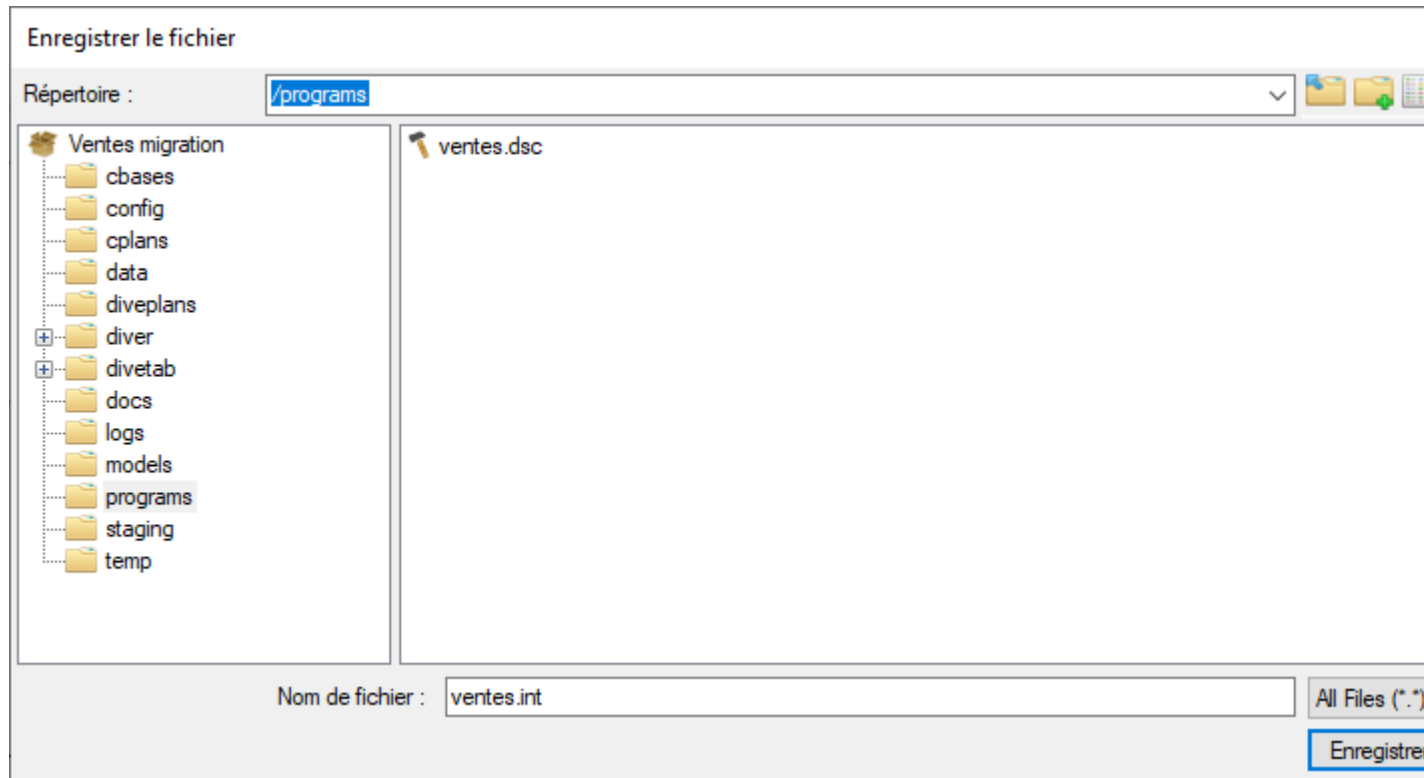 Enregistrer le fichier
Répertoire : /programs
Ventes migration
cbases
config
cplans
data
diveplans
diver
divetab
docs
logs
models
programs
staging
temp
ventes.dsc
Nom de fichier : ventes.int All Files (*.*)
Enregistrer